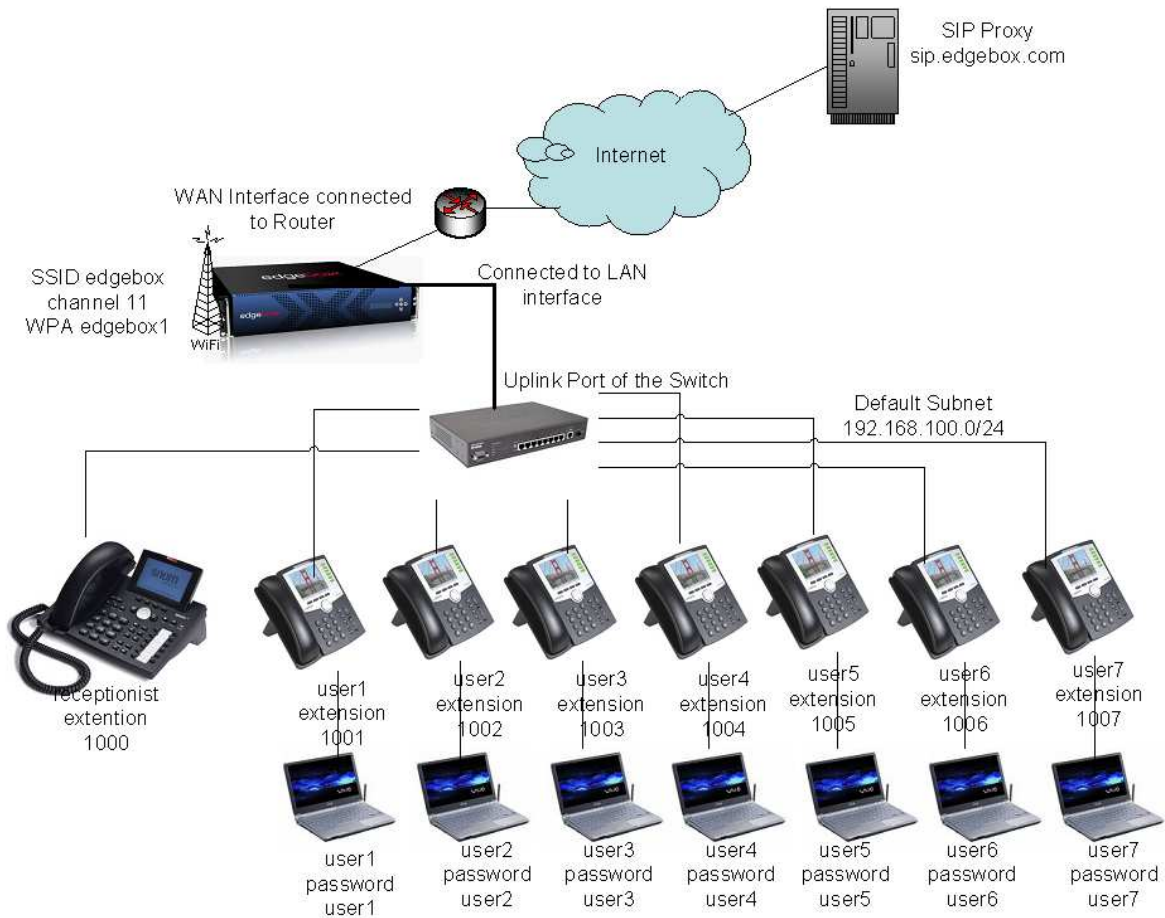 SIP Proxy
sip.edgebox.com
Internet
WAN Interface connected
to Router
SSID edgebox
channel 11
WPA edgebox1
WiFi
edgebox
edgebox
Connected to LAN
interface
Uplink Port of the Switch
Default Subnet
192.168.100.0/24
snom
receptionist
extention
1000
user1
extension
1001
user2
extension
1002
user3
extension
1003
user4
extension
1004
user5
extension
1005
user6
extension
1006
user7
extension
1007
user1
password
user1
user2
password
user2
user3
password
user3
user4
password
user4
user5
password
user5
user6
password
user6
user7
password
user7